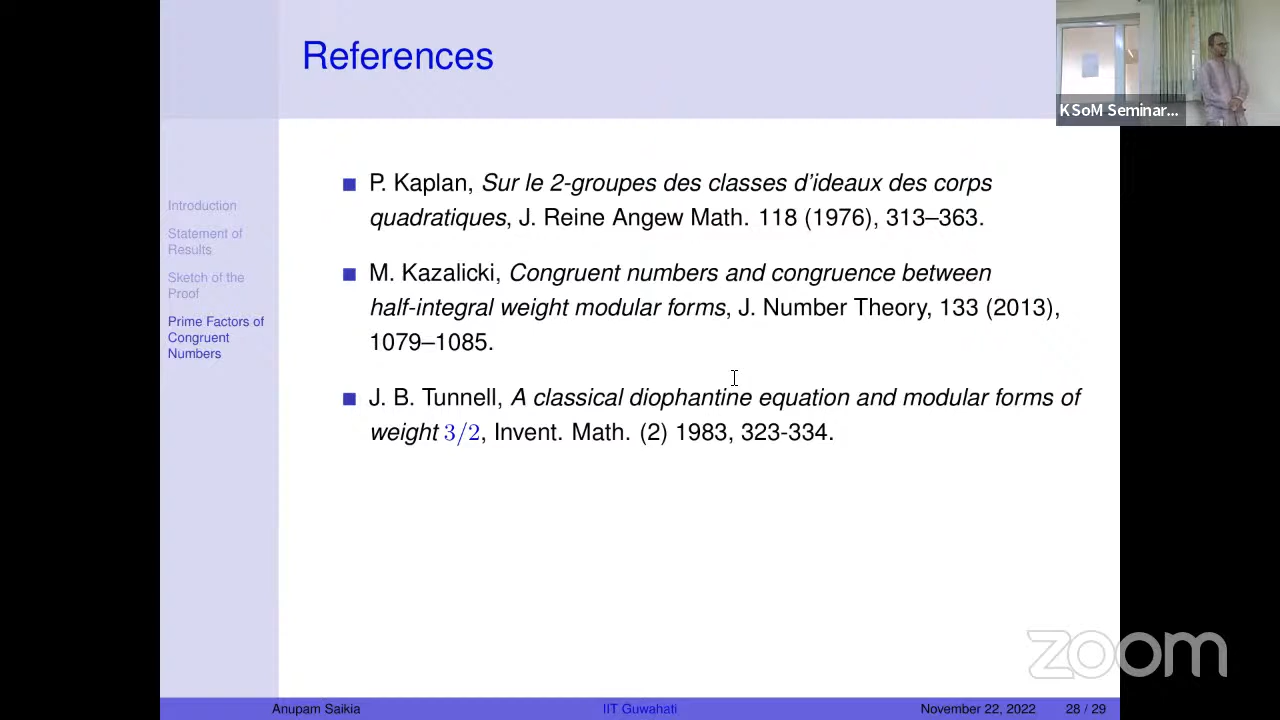 References
KSoM Seminar...
Introduction
Statement of
Results
Sketch of the
Proof
Prime Factors of
Congruent
Numbers
P. Kaplan, Sur le 2-groupes des classes d'ideaux des corps
quadratiques, J. Reine Angew Math. 118 (1976), 313–363.
M. Kazalicki, Congruent numbers and congruence between
half-integral weight modular forms, J. Number Theory, 133 (2013),
1079–1085.
J. B. Tunnell, A classical diophantine equation and modular forms of
weight 3/2, Invent. Math. (2) 1983, 323-334.
zoom
Anupam Saikia IIT Guwahati November 22, 2022 28 / 29